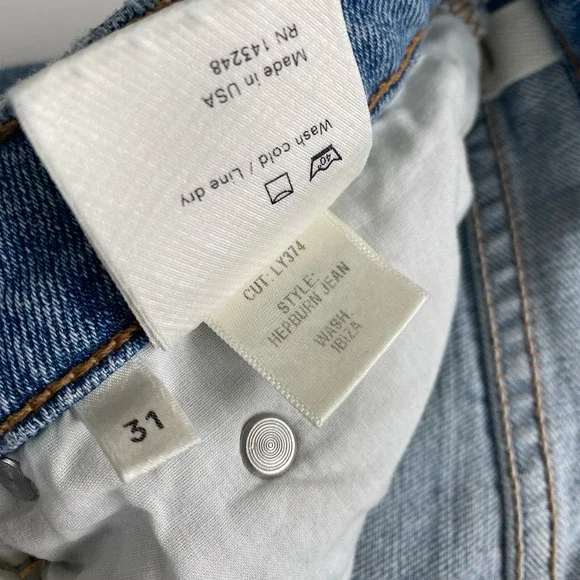 Made in USA
RN 143248
40°
Wash cold / Line dry
CUT: LY374
STYLE:
HEPBURN JEAN
WASH:
IBIZA
31